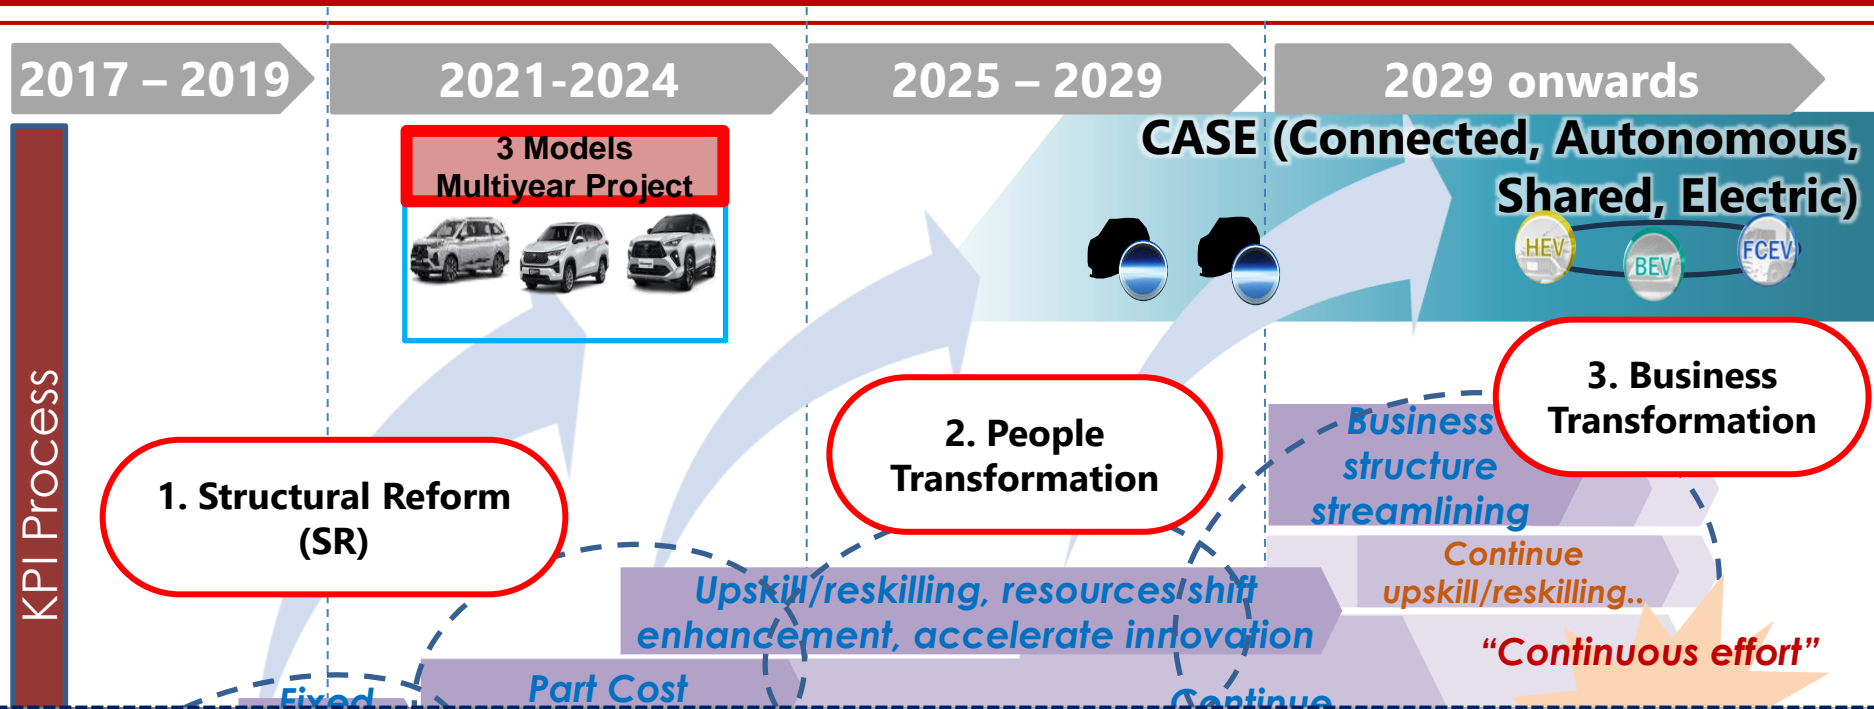 2017 – 2019
2021-2024
2025 – 2029
2029 onwards
3 Models
Multiyear Project
CASE (Connected, Autonomous,
Shared, Electric)
HEV
BEV
FCEV
KPI Process
1. Structural Reform
(SR)
2. People
Transformation
3. Business
Transformation
Business
structure
streamlining
Continue
upskill/reskilling..
Upskill/reskilling, resources shift
enhancement, accelerate innovation
"Continuous effort"
Part Cost
Fixed
Continue